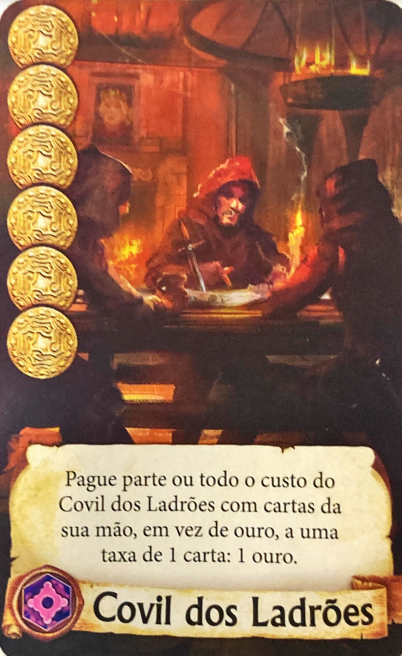 Pague parte ou todo o custo do
Covil dos Ladrões com cartas da
sua mão, em vez de ouro, a uma
taxa de 1 carta: 1 ouro.
Covil dos Ladrões